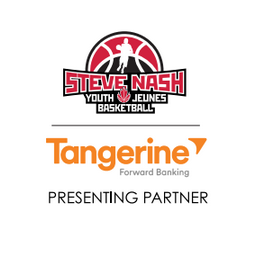 STEVE NASH
YOUTH JEUNES
BASKETBALL
Tangerine
Forward Banking
PRESENTING PARTNER